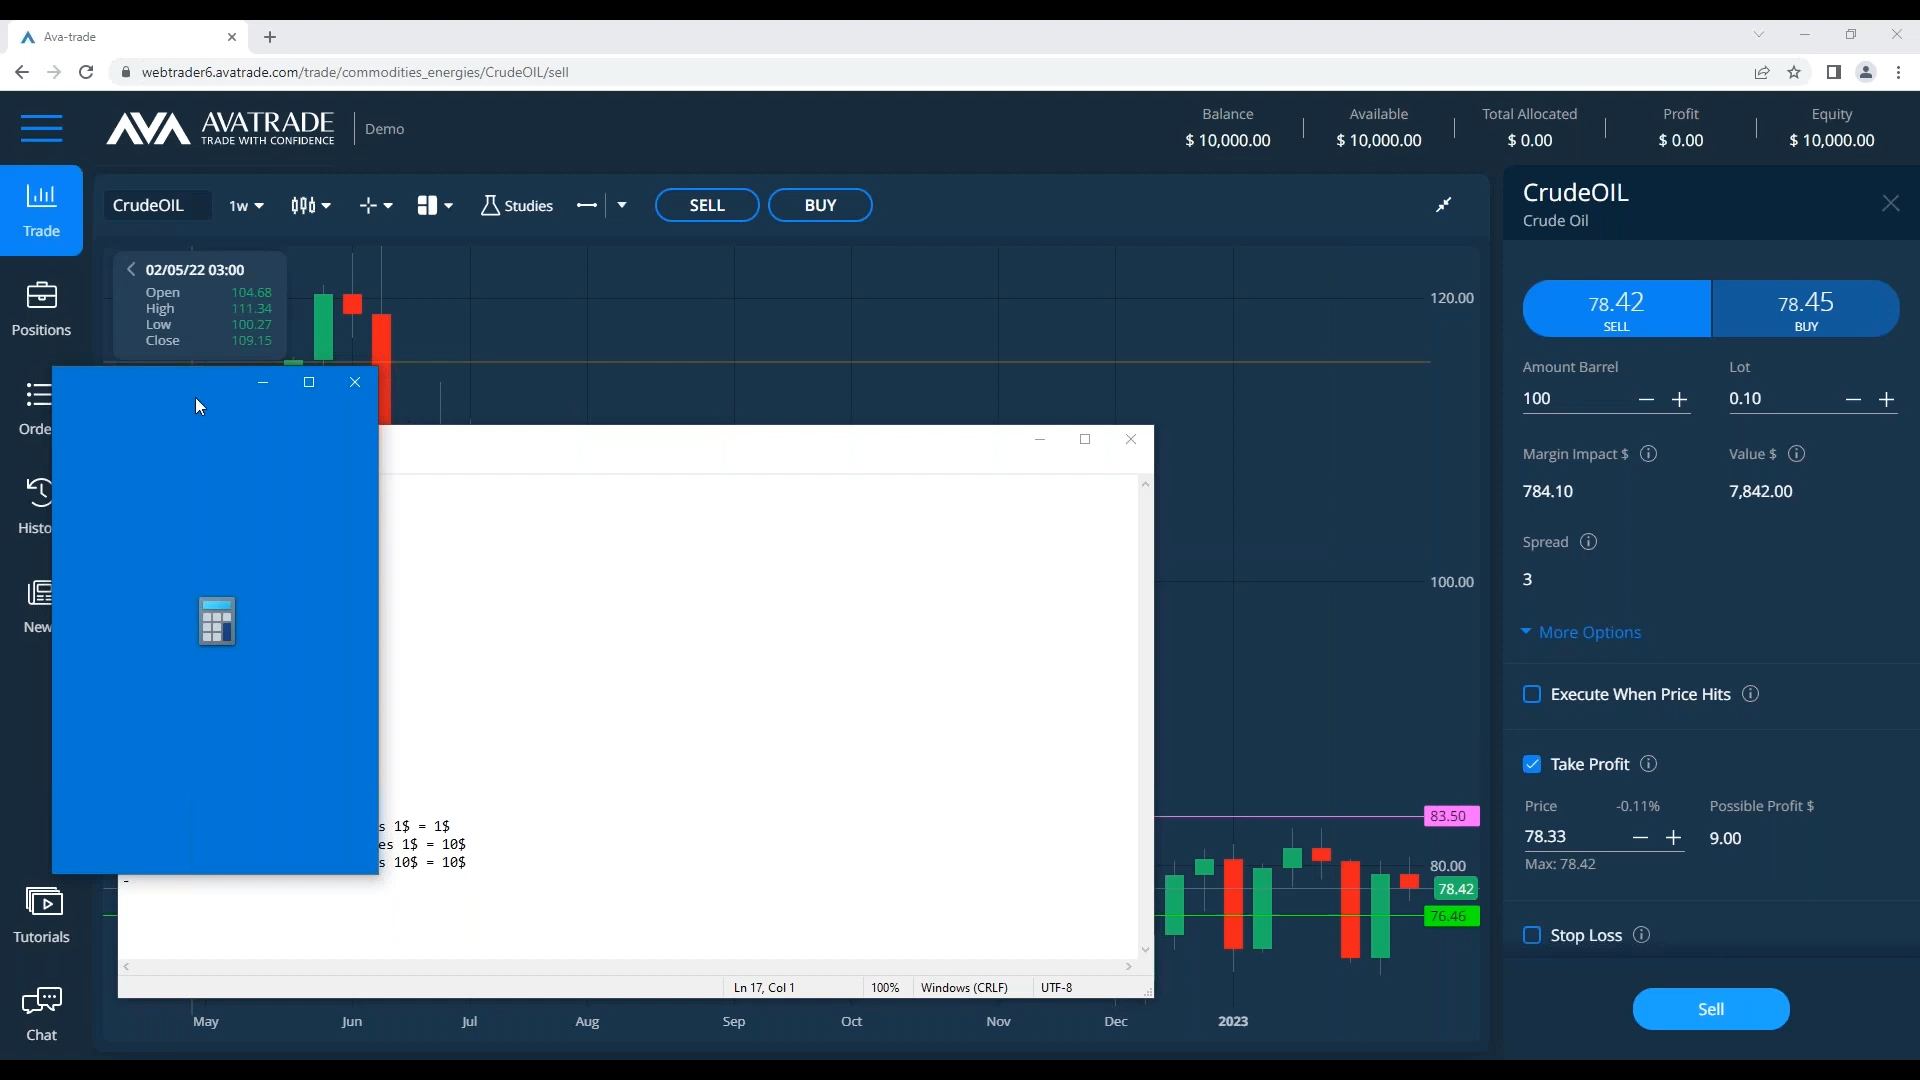 Ava-trade
webtrader6.avatrade.com/trade/commodities_energies/CrudeOIL/sell
AVA AVATRADE
TRADE WITH CONFIDENCE
Demo
Balance
$ 10,000.00
Available
$ 10,000.00
Total Allocated
$ 0.00
Profit
$ 0.00
Equity
$ 10,000.00
Trade
Positions
Orde
Histo
New
Tutorials
Chat
CrudeOIL
1w
Studies
SELL
BUY
02/05/22 03:00
Open 104.68
High 111.34
Low 100.27
Close 109.15
120.00
100.00
83.50
80.00
78.42
76.46
s 1$ = 1$
es 1$ = 10$
s 10$ = 10$
-
Ln 17, Col 1
100%
Windows (CRLF)
UTF-8
May
Jun
Jul
Aug
Sep
Oct
Nov
Dec
2023
CrudeOIL
Crude Oil
78.42
SELL
78.45
BUY
Amount Barrel
100
Lot
0.10
Margin Impact $
784.10
Value $
7,842.00
Spread
3
More Options
Execute When Price Hits
Take Profit
Price -0.11%
78.33
Max: 78.42
Possible Profit $
9.00
Stop Loss
Sell